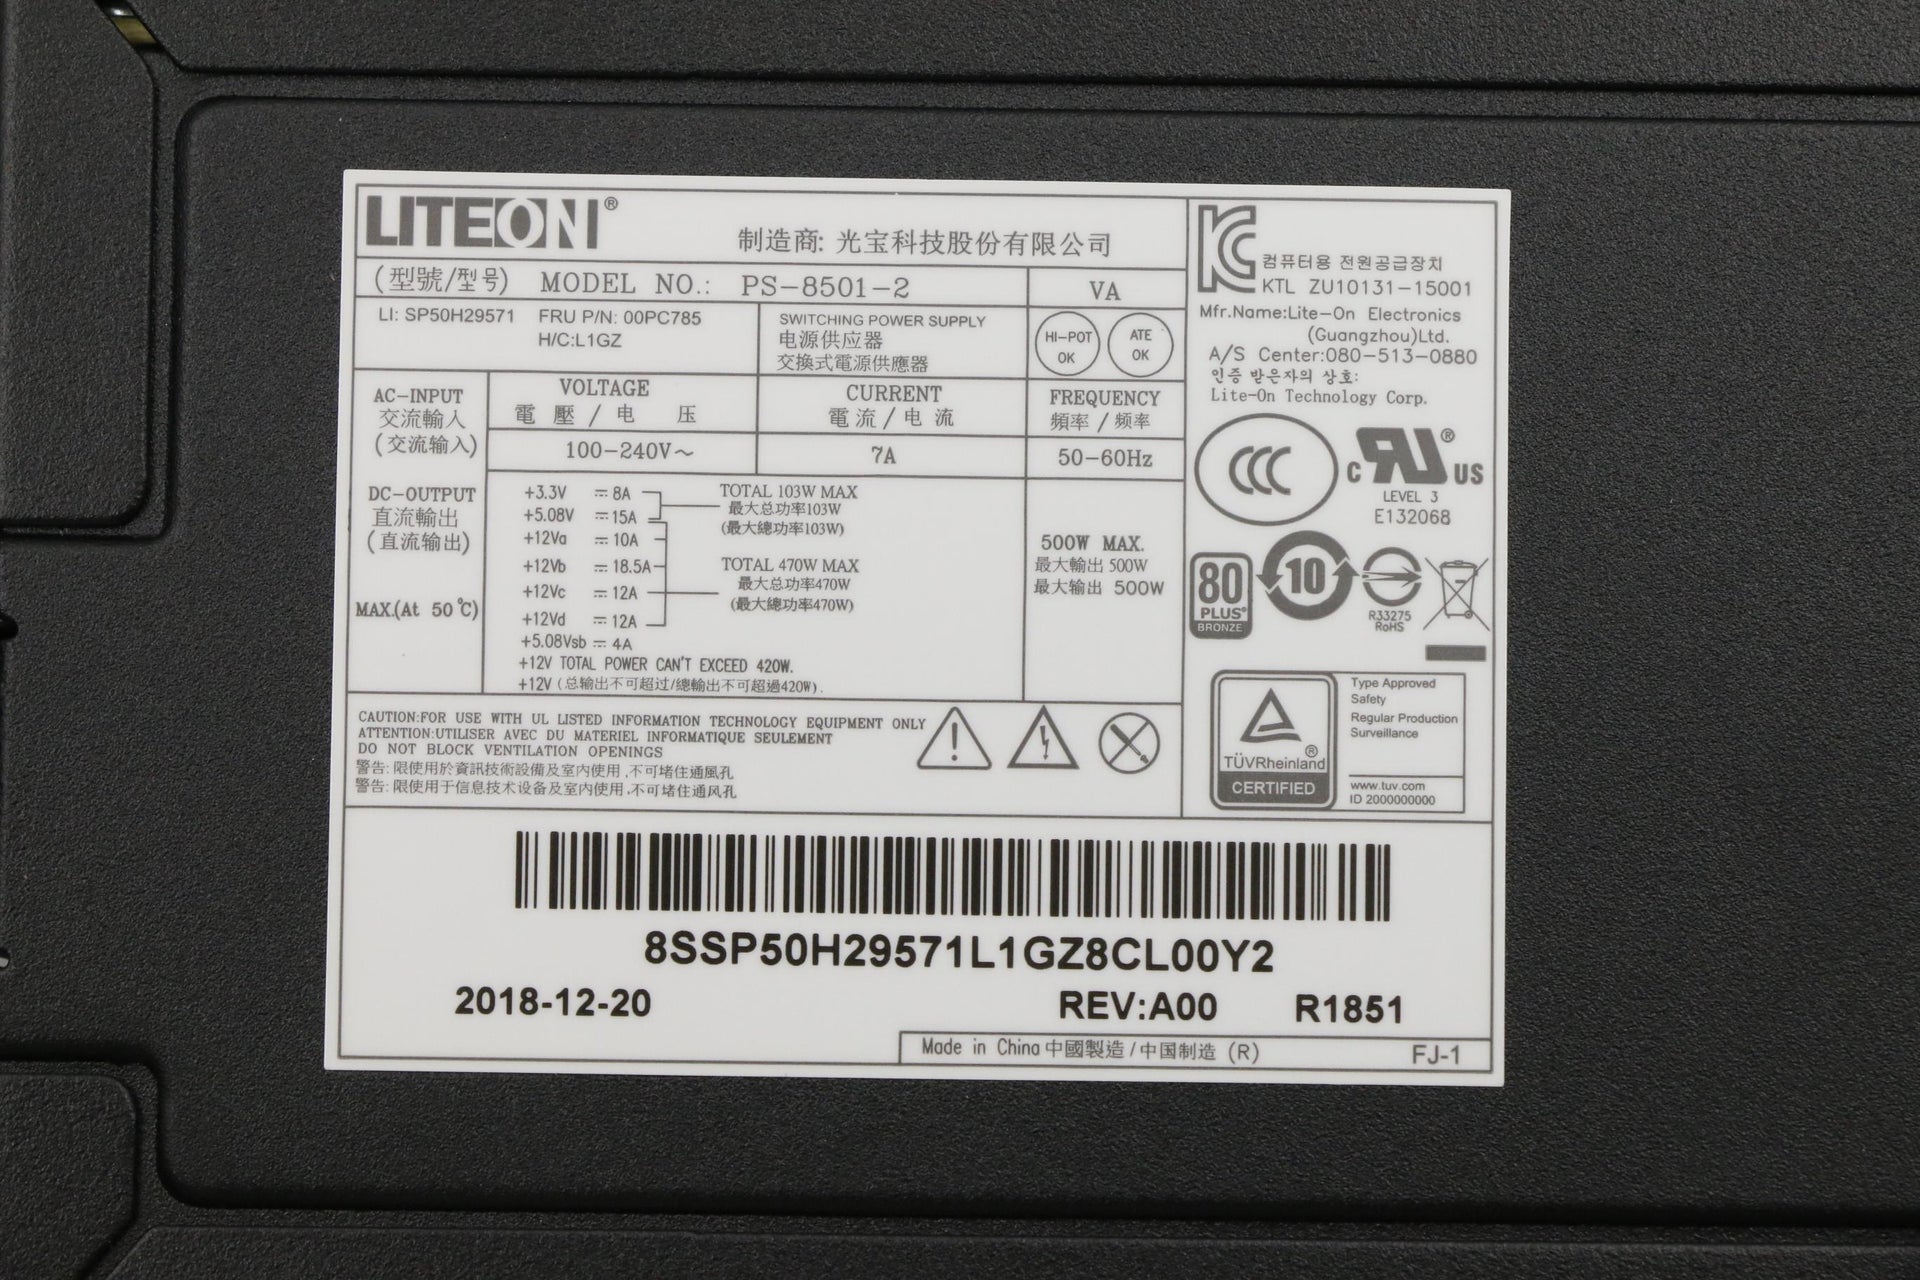 LITEON®
制造商: 光宝科技股份有限公司
(型號/型号) MODEL NO.: PS-8501-2
VA
LI: SP50H29571 FRU P/N: 00PC785
H/C:L1GZ
SWITCHING POWER SUPPLY
电源供应器
交換式電源供應器
HI-POT
OK
ATE
OK
AC-INPUT
交流輸入
(交流输入)
VOLTAGE
電 壓 / 电 压
CURRENT
電流 / 电流
FREQUENCY
頻率 / 频率
100-240V~
7A
50-60Hz
DC-OUTPUT
直流輸出
(直流输出)
MAX.(At 50℃)
+3.3V ⎓ 8A
+5.08V ⎓ 15A
+12Va ⎓ 10A
+12Vb ⎓ 18.5A
+12Vc ⎓ 12A
+12Vd ⎓ 12A
+5.08Vsb ⎓ 4A
TOTAL 103W MAX
最大总功率103W
(最大總功率103W)
TOTAL 470W MAX
最大总功率470W
(最大總功率470W)
+12V TOTAL POWER CAN'T EXCEED 420W.
+12V (总输出不可超过/總輸出不可超過420W).
500W MAX.
最大輸出 500W
最大输出 500W
CAUTION:FOR USE WITH UL LISTED INFORMATION TECHNOLOGY EQUIPMENT ONLY
ATTENTION:UTILISER AVEC DU MATERIEL INFORMATIQUE SEULEMENT
DO NOT BLOCK VENTILATION OPENINGS
警告: 限使用於資訊技術設備及室内使用,不可堵住通風孔
警告: 限使用于信息技术设备及室内使用,不可堵住通风孔
컴퓨터용 전원공급장치
KTL ZU10131-15001
Mfr.Name:Lite-On Electronics
(Guangzhou)Ltd.
A/S Center:080-513-0880
인증 받은자의 상호:
Lite-On Technology Corp.
CCC
c RU® US
LEVEL 3
E132068
80
PLUS®
BRONZE
10
R33275
RoHS
TÜVRheinland®
CERTIFIED
Type Approved
Safety
Regular Production
Surveillance
www.tuv.com
ID 2000000000
8SSP50H29571L1GZ8CL00Y2
2018-12-20 REV:A00 R1851
Made in China 中國製造/中国制造 (R) FJ-1